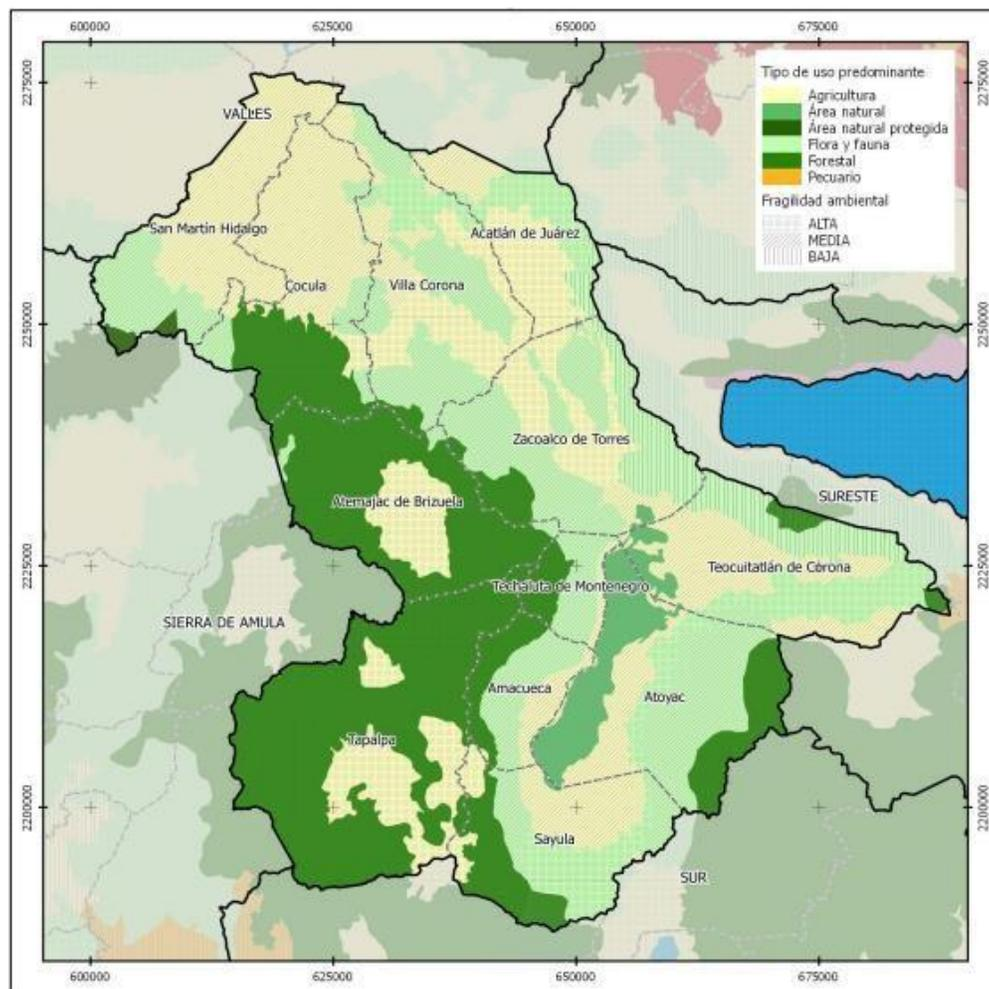 600000
625000
650000
675000
2275000
2275000
Tipo de uso predominante
Agricultura
Área natural
Área natural protegida
Flora y fauna
Forestal
Pecuario
Fragilidad ambiental
ALTA
MEDIA
BAJA
VALLES
San Martín Hidalgo
Acatlán de Juárez
Cocula
Villa Corona
2250000
2250000
Zacoalco de Torres
Atemajac de Brizuela
SURESTE
2225000
2225000
Teocuitatlán de Corona
Techaluta de Montenegro
SIERRA DE AMULA
Amacueca
Atoyac
Tapalpa
2200000
2200000
Sayula
SUR
600000
625000
650000
675000